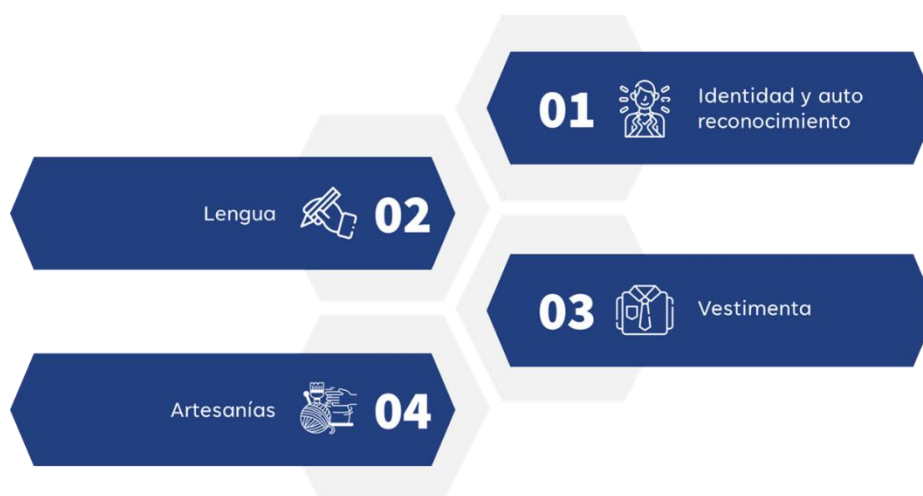 01
Identidad y auto
reconocimiento
Lengua
02
03
Vestimenta
Artesanías
04